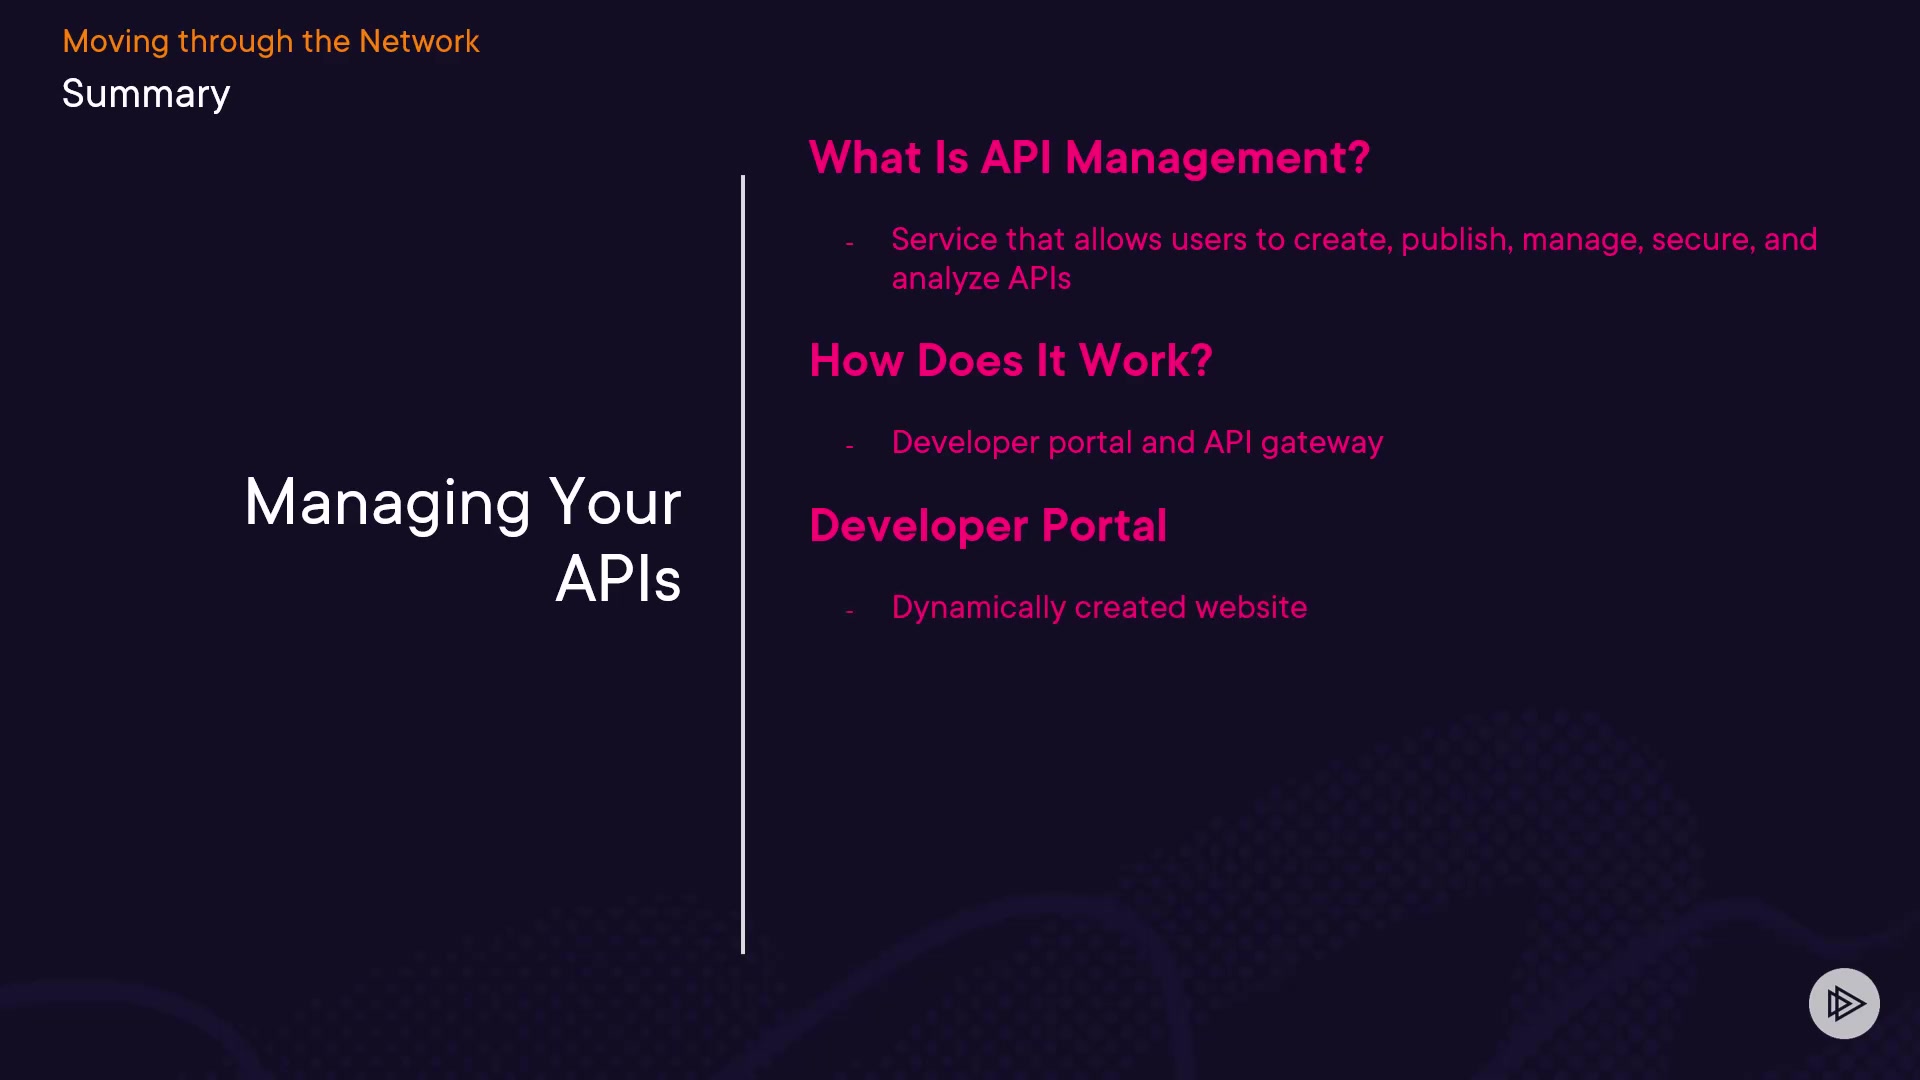 Moving through the Network
Summary
Managing Your
APIs
What Is API Management?
- Service that allows users to create, publish, manage, secure, and
analyze APIs
How Does It Work?
- Developer portal and API gateway
Developer Portal
- Dynamically created website